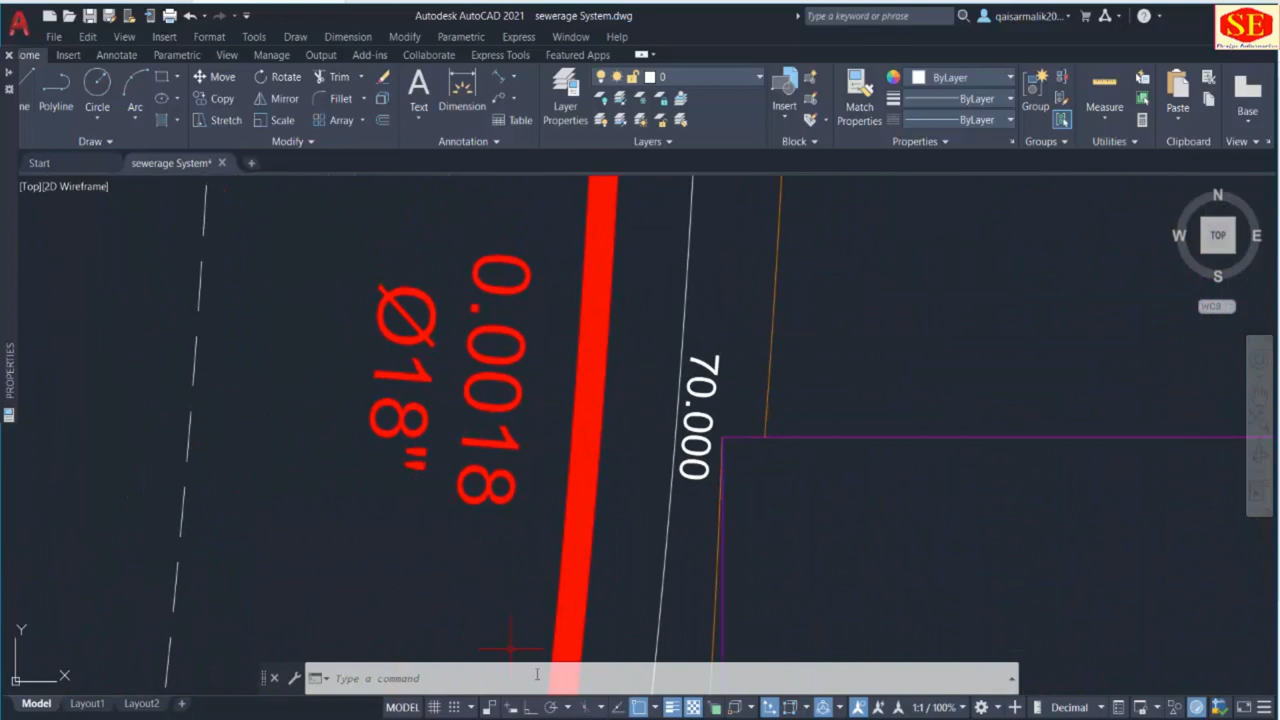 Autodesk AutoCAD 2021 sewerage System.dwg
Type a keyword or phrase
qaisarmalik20...
SE
File Edit View Insert Format Tools Draw Dimension Modify Parametric Express Window Help
ome Insert Annotate Parametric View Manage Output Add-ins Collaborate Express Tools Featured Apps
ne Polyline Circle Arc
Move Rotate Trim
Copy Mirror Fillet
Stretch Scale Array
Text Dimension Table
Layer Properties
0
Insert
Match Properties
ByLayer
ByLayer
ByLayer
Group
Measure
Paste
Base
Draw Modify Annotation Layers Block Properties Groups Utilities Clipboard View
Start sewerage System*
[Top][2D Wireframe]
N
W TOP E
S
WCS
0.0018
Ø18"
70.000
PROPERTIES
Y
X
Type a command
Model Layout1 Layout2
MODEL 1:1 / 100% Decimal